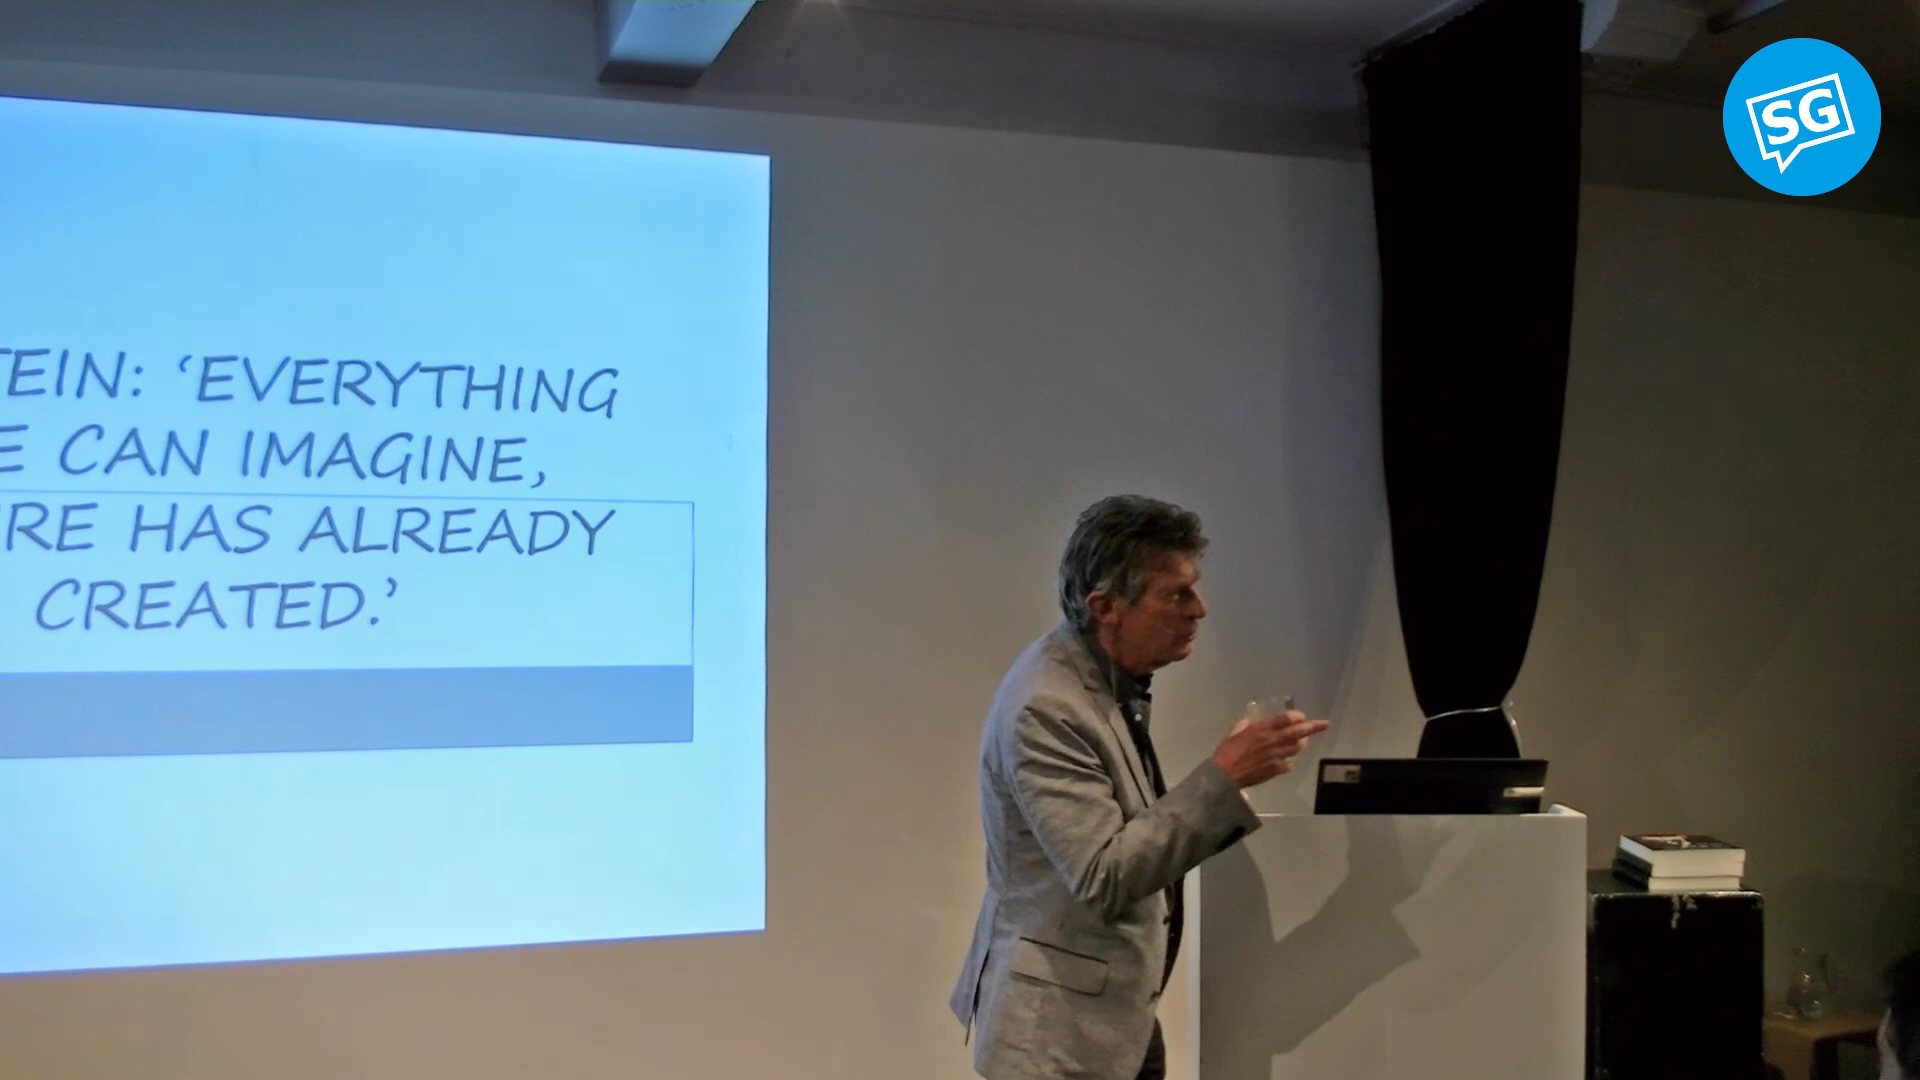 TEIN: ‘EVERYTHING
E CAN IMAGINE,
RE HAS ALREADY
CREATED.’
SG